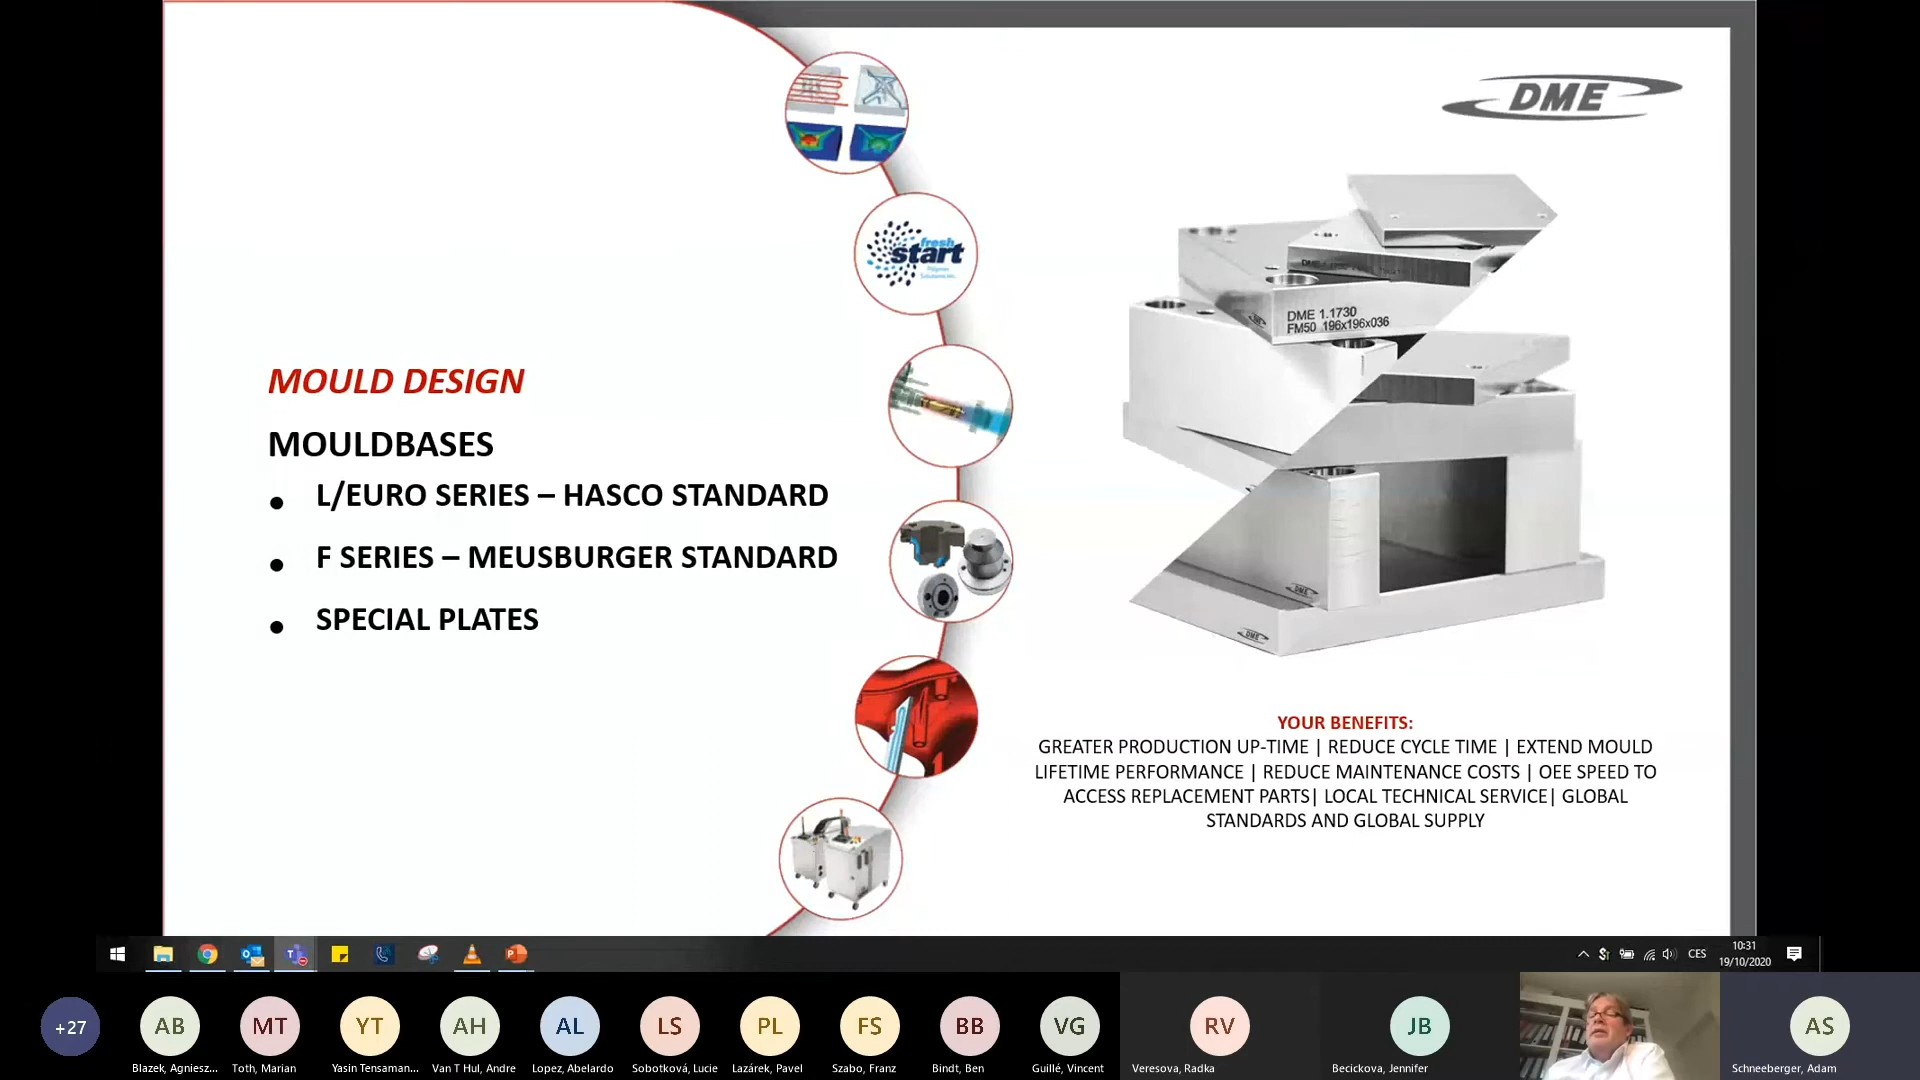 DME
fresh
start
DME 1.1730
FM50 196x196x036
MOULD DESIGN
MOULDBASES
• L/EURO SERIES – HASCO STANDARD
• F SERIES – MEUSBURGER STANDARD
• SPECIAL PLATES
DME
DME
YOUR BENEFITS:
GREATER PRODUCTION UP-TIME | REDUCE CYCLE TIME | EXTEND MOULD
LIFETIME PERFORMANCE | REDUCE MAINTENANCE COSTS | OEE SPEED TO
ACCESS REPLACEMENT PARTS| LOCAL TECHNICAL SERVICE| GLOBAL
STANDARDS AND GLOBAL SUPPLY
CES
10:31
19/10/2020
+27
AB
MT
YT
AH
AL
LS
PL
FS
BB
VG
RV
JB
AS
Blazek, Agniesz...
Toth, Marian
Yasin Tensaman...
Van T Hul, Andre
Lopez, Abelardo
Sobotková, Lucie
Lazárek, Pavel
Szabo, Franz
Bindt, Ben
Guillé, Vincent
Veresova, Radka
Becickova, Jennifer
Schneeberger, Adam